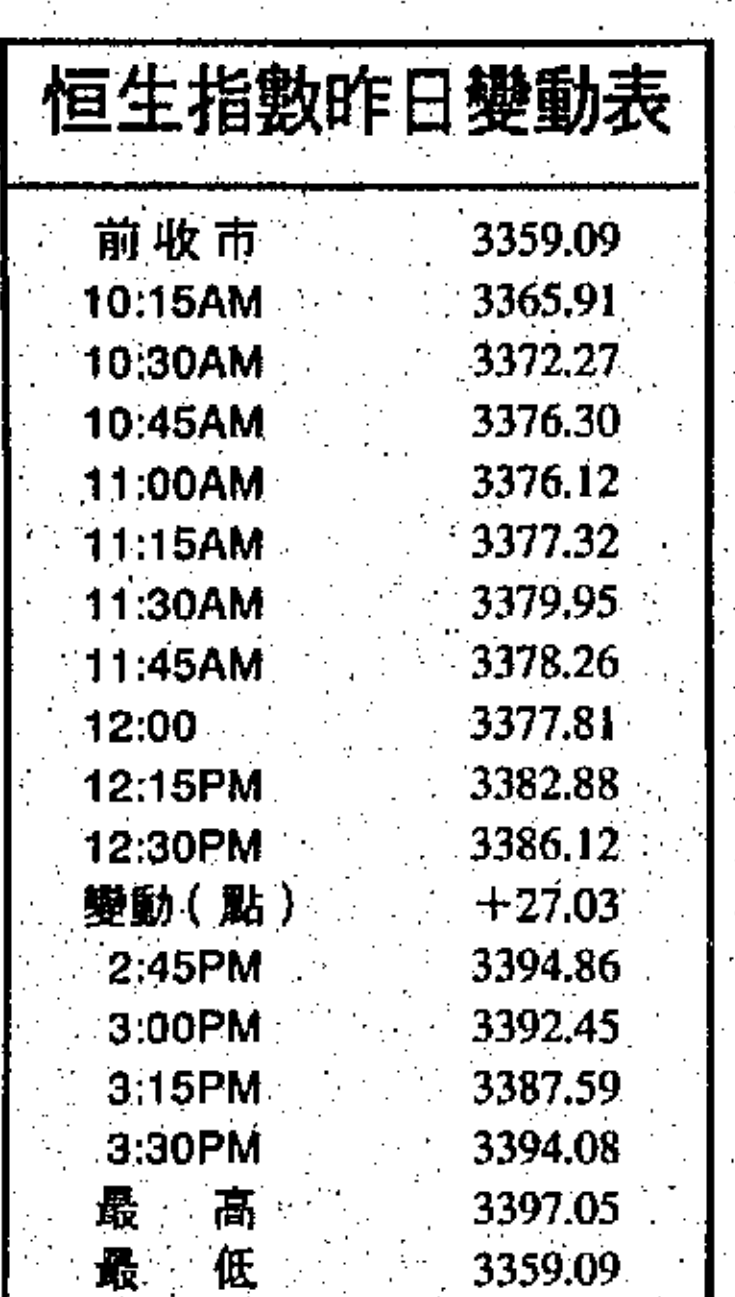 恒生指數昨日變動表
前收市 3359.09
10:15AM 3365.91
10:30AM 3372.27
10:45AM 3376.30
11:00AM 3376.12
11:15AM 3377.32
11:30AM 3379.95
11:45AM 3378.26
12:00 3377.81
12:15PM 3382.88
12:30PM 3386.12
變動(點) +27.03
2:45PM 3394.86
3:00PM 3392.45
3:15PM 3387.59
3:30PM 3394.08
最高 3397.05
最低 3359.09